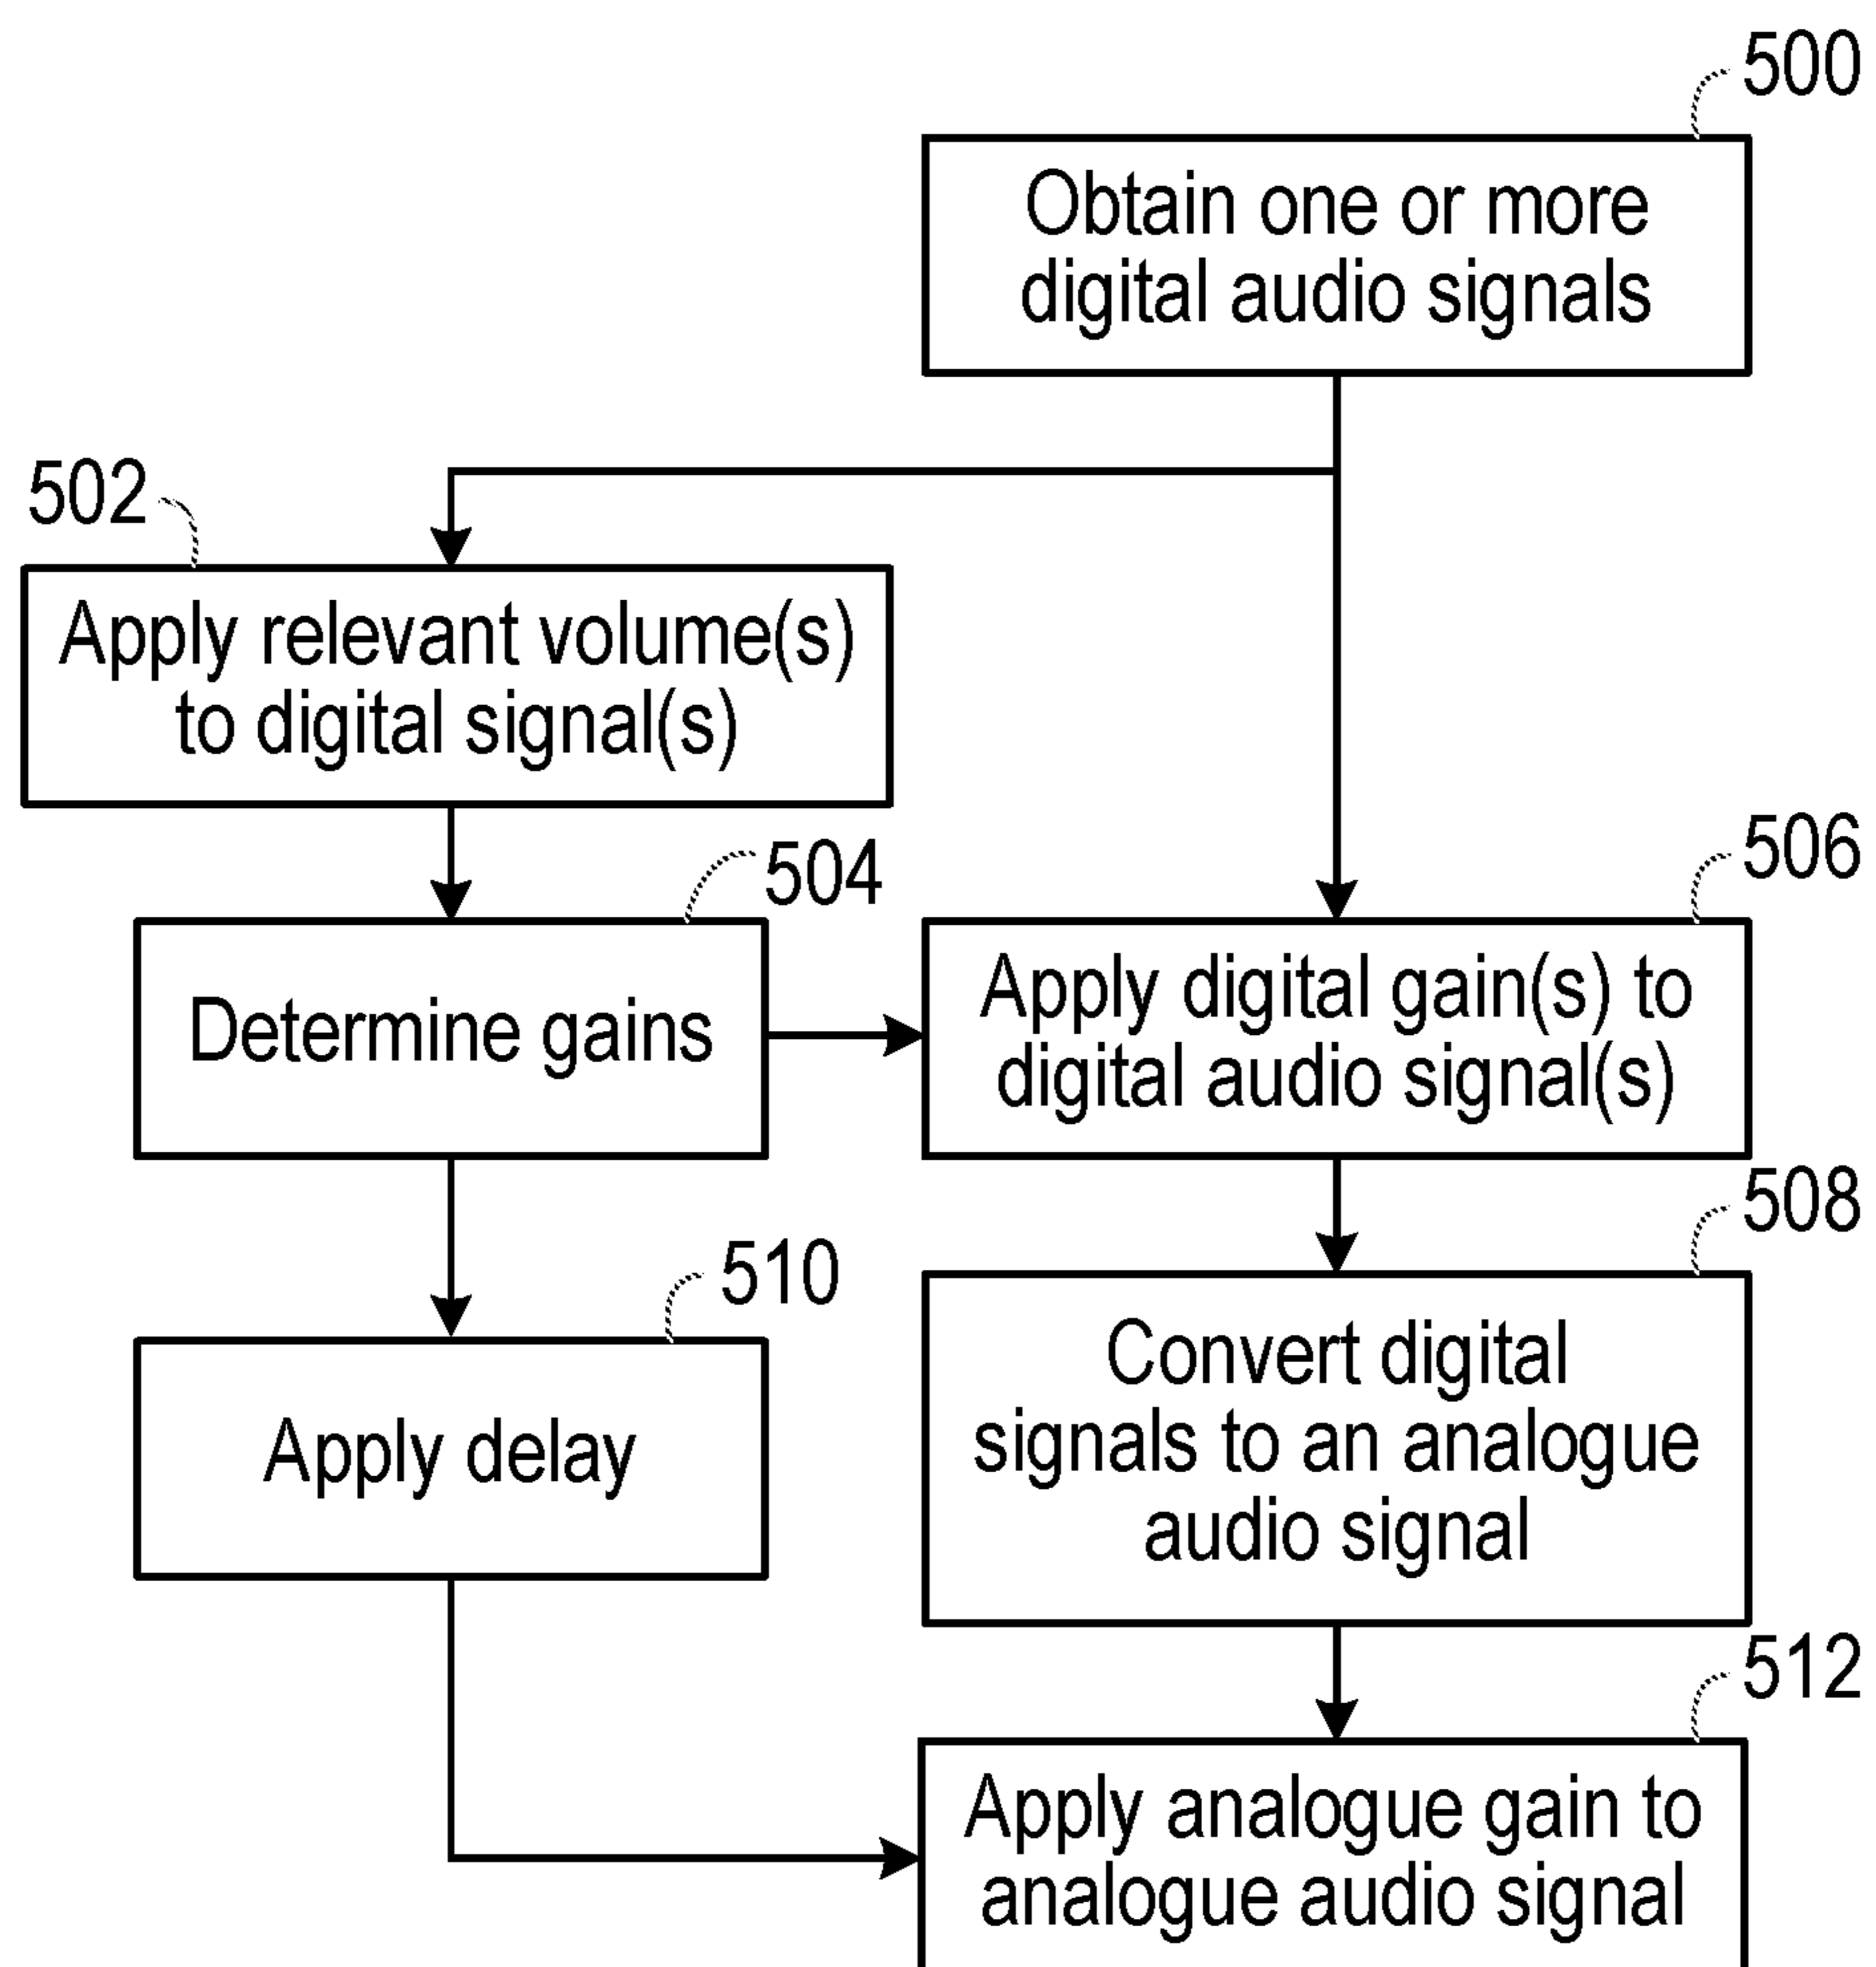 500
Obtain one or more
digital audio signals
502
Apply relevant volume(s)
to digital signal(s)
504
Determine gains
506
Apply digital gain(s) to
digital audio signal(s)
508
Convert digital
signals to an analogue
audio signal
510
Apply delay
512
Apply analogue gain to
analogue audio signal